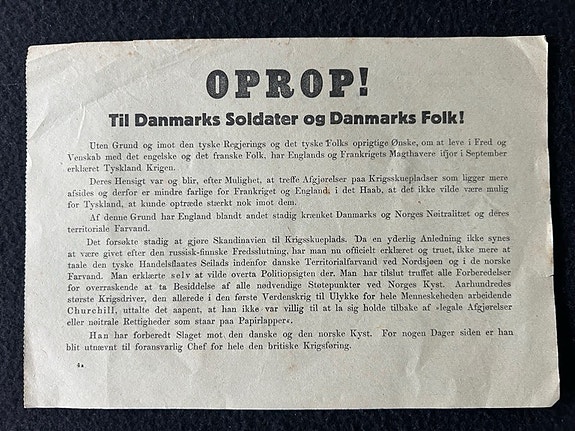 OPROP!
Til Danmarks Soldater og Danmarks Folk!
Uten Grund og imot den tyske Regjerings og det tyske Folks oprigtige Ønske, om at leve i Fred og
Venskab med det engelske og det franske Folk, har Englands og Frankrigets Magthavere ifjor i September
erklæret Tyskland Krigen.
Deres Hensigt var og blir, efter Mulighet, at treffe Afgjørelser paa Krigsskuepladser som ligger mere
afsides og derfor er mindre farlige for Frankriget og England, i det Haab, at det ikke vilde være mulig
for Tyskland, at kunde optræde stærkt nok imot dem.
Af denne Grund har England blandt andet stadig krænket Danmarks og Norges Nøitralitæt og deres
territoriale Farvand.
Det forsøkte stadig at gjøre Skandinavien til Krigsskueplads. Da en yderlig Anledning ikke synes
at være givet efter den russisk-finniske Fredsslutning, har man nu officielt erklæret og truet, ikke mere at
taale den tyske Handelsflaates Seilads indenfor danske Territorialfarvand ved Nordsjøen og i de norske
Farvand. Man erklærte selv at vilde overta Politiopsigten der. Man har tilslut truffet alle Forberedelser
for overraskende at ta Besiddelse af alle nødvendige Støtepunkter ved Norges Kyst. Aarhundredes
største Krigsdriver, den allerede i den første Verdenskrig til Ulykke for hele Menneskeheden arbeidende
Churchill, uttalte det aapent, at han ikke var villig til at la sig holde tilbake af »legale Afgjørelser
eller nøitrale Rettigheder som staar paa Papirlapper«.
Han har forberedt Slaget mot den danske og den norske Kyst. For nogen Dager siden er han
blit utnævnt til foransvarlig Chef for hele den britiske Krigsføring.
4a